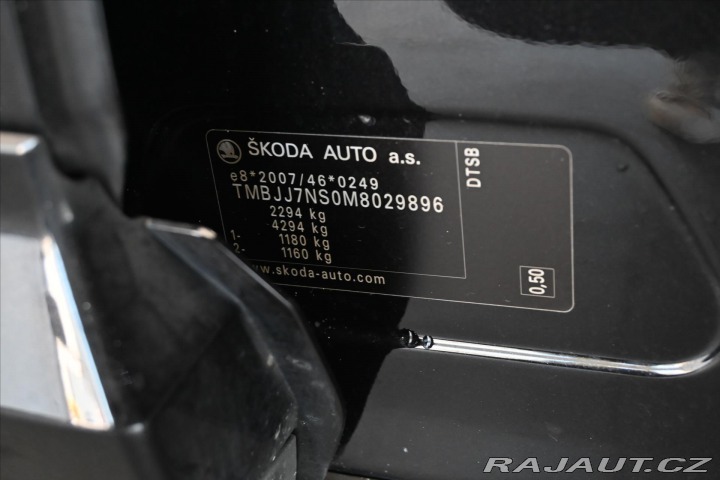 ŠKODA AUTO a.s.
e8*2007/46*0249
TMBJJ7NS0M8029896
2294 kg
4294 kg
1- 1180 kg
2- 1160 kg
www.skoda-auto.com
DTSB
0,50
RAJAUT.CZ